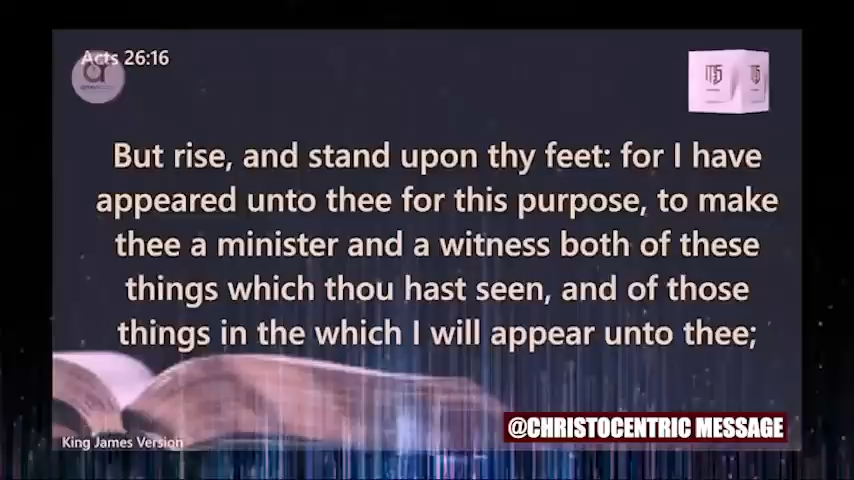 Acts 26:16
But rise, and stand upon thy feet: for I have
appeared unto thee for this purpose, to make
thee a minister and a witness both of these
things which thou hast seen, and of those
things in the which I will appear unto thee;
King James Version
@CHRISTOCENTRIC MESSAGE